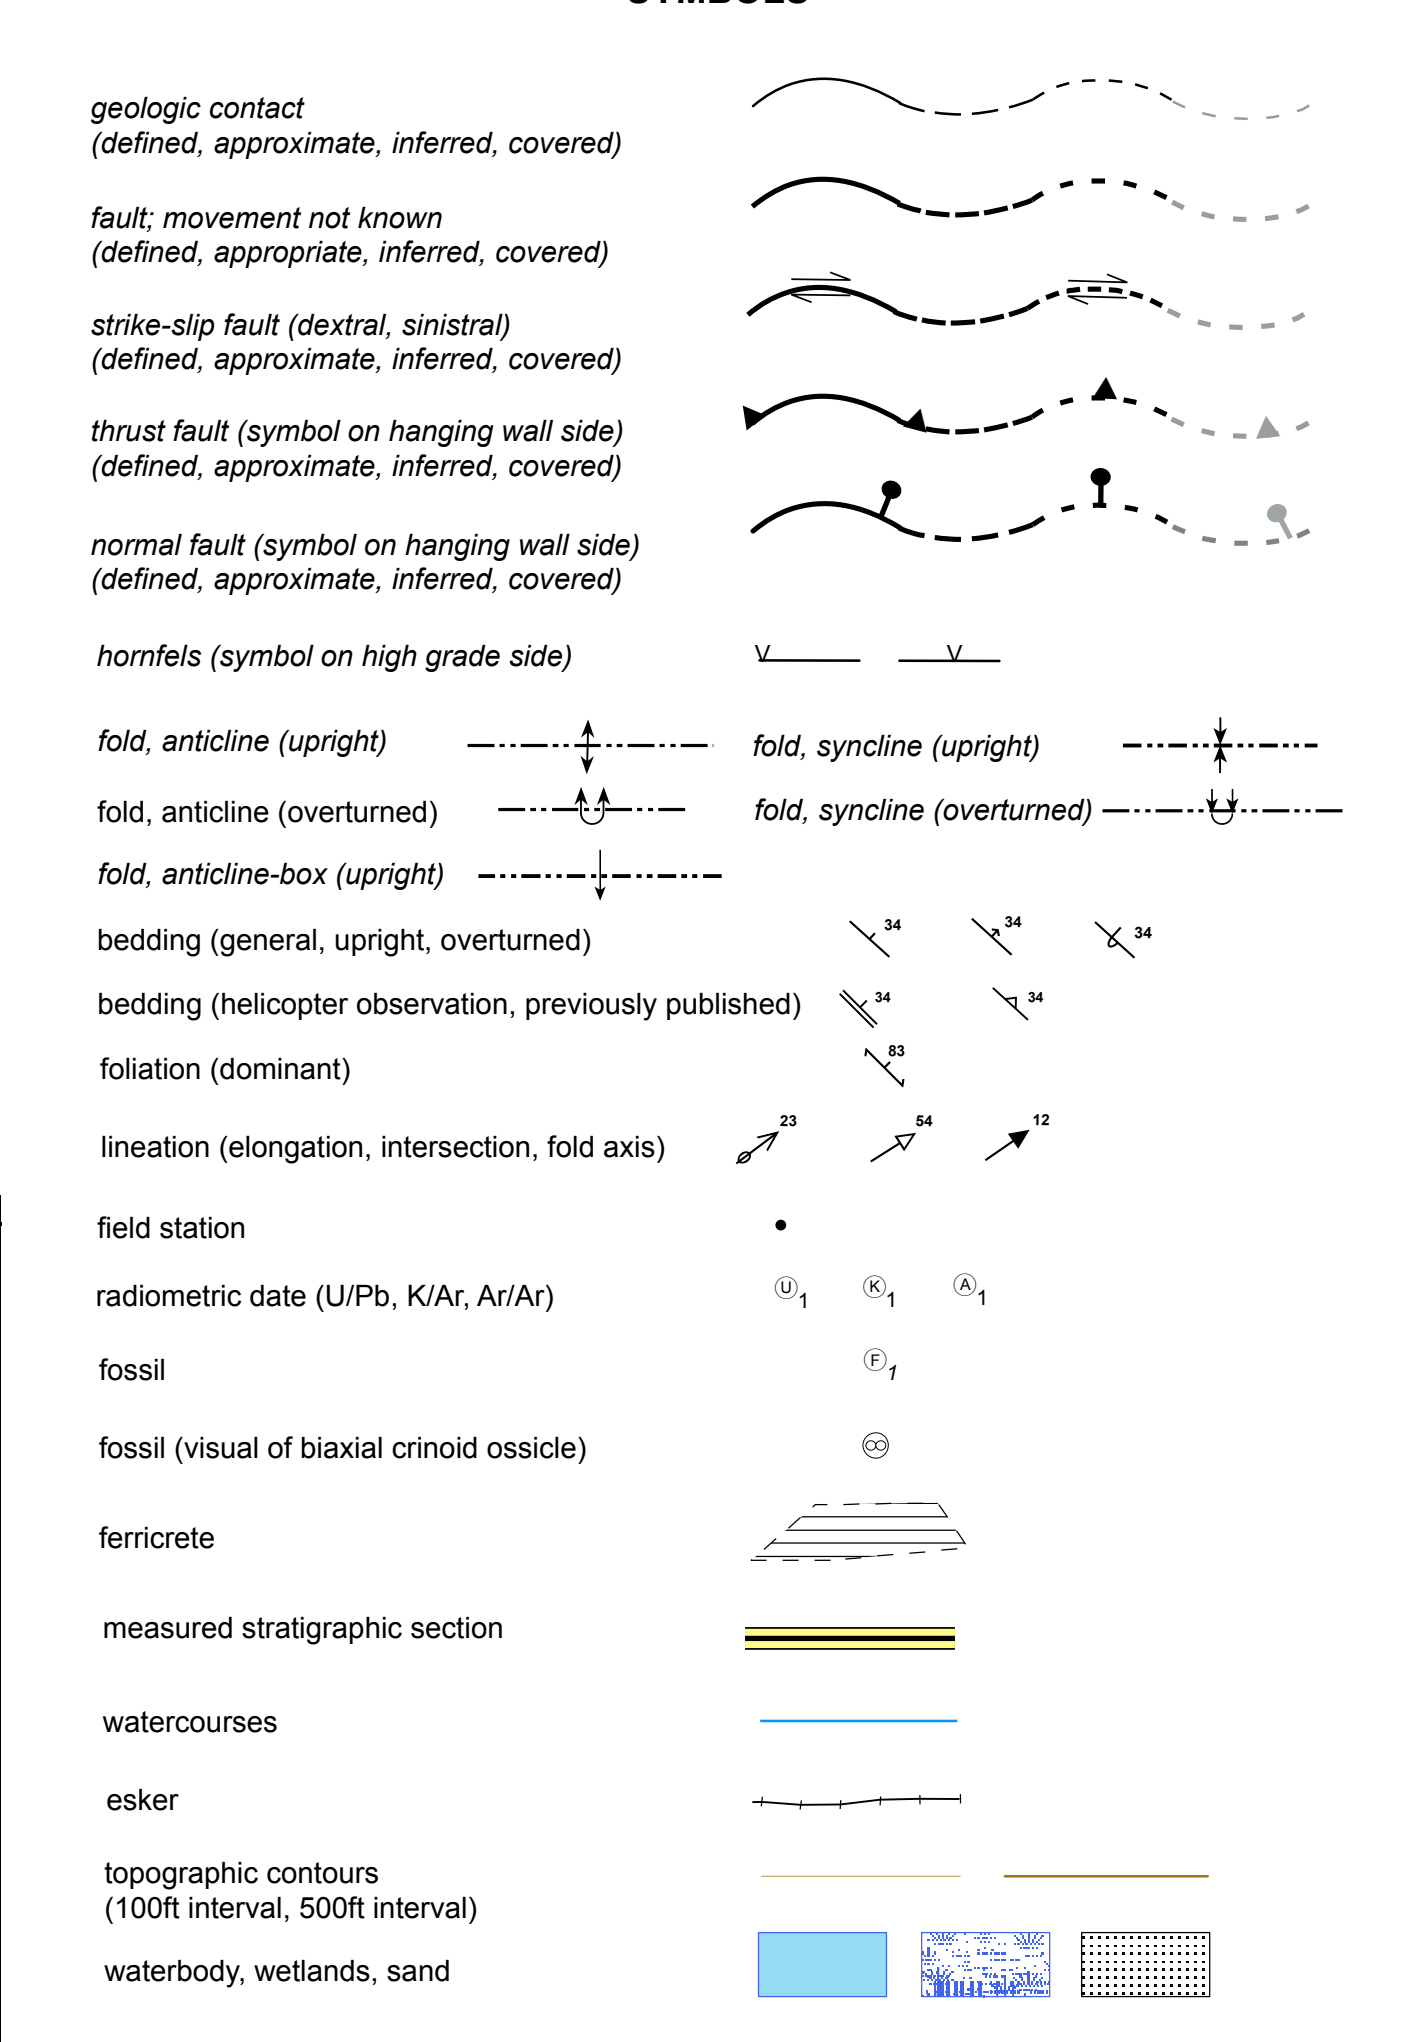 SYMBOLS
geologic contact
(defined, approximate, inferred, covered)
fault; movement not known
(defined, appropriate, inferred, covered)
strike-slip fault (dextral, sinistral)
(defined, approximate, inferred, covered)
thrust fault (symbol on hanging wall side)
(defined, approximate, inferred, covered)
normal fault (symbol on hanging wall side)
(defined, approximate, inferred, covered)
hornfels (symbol on high grade side)
V V
fold, anticline (upright) fold, syncline (upright)
fold, anticline (overturned) fold, syncline (overturned)
fold, anticline-box (upright)
bedding (general, upright, overturned) 34 34 34
bedding (helicopter observation, previously published) 34 34
foliation (dominant) 83
lineation (elongation, intersection, fold axis) 23 54 12
field station
radiometric date (U/Pb, K/Ar, Ar/Ar) U 1 K 1 A 1
fossil F 1
fossil (visual of biaxial crinoid ossicle)
ferricrete
measured stratigraphic section
watercourses
esker
topographic contours
(100ft interval, 500ft interval)
waterbody, wetlands, sand